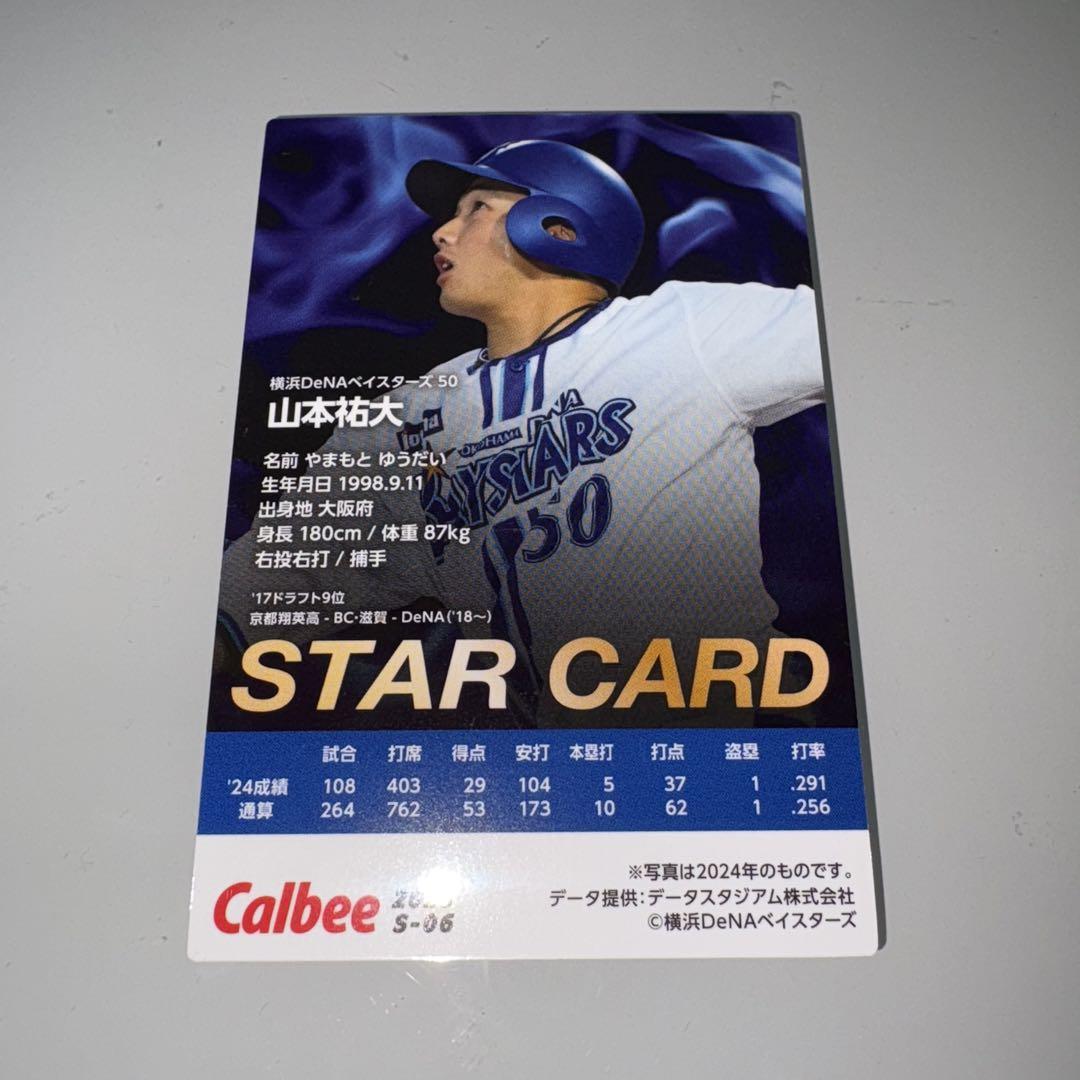 横浜DeNAベイスターズ 50
山本祐大
名前 やまもと ゆうだい
生年月日 1998.9.11
出身地 大阪府
身長 180cm / 体重 87kg
右投右打 / 捕手
'17ドラフト9位
京都翔英高 - BC・滋賀 - DeNA('18〜)
YOKOHAMA
50
STAR CARD
試合 打席 得点 安打 本塁打 打点 盗塁 打率
'24成績 108 403 29 104 5 37 1 .291
通算 264 762 53 173 10 62 1 .256
※写真は2024年のものです。
データ提供:データスタジアム株式会社
©横浜DeNAベイスターズ
Calbee
S-06